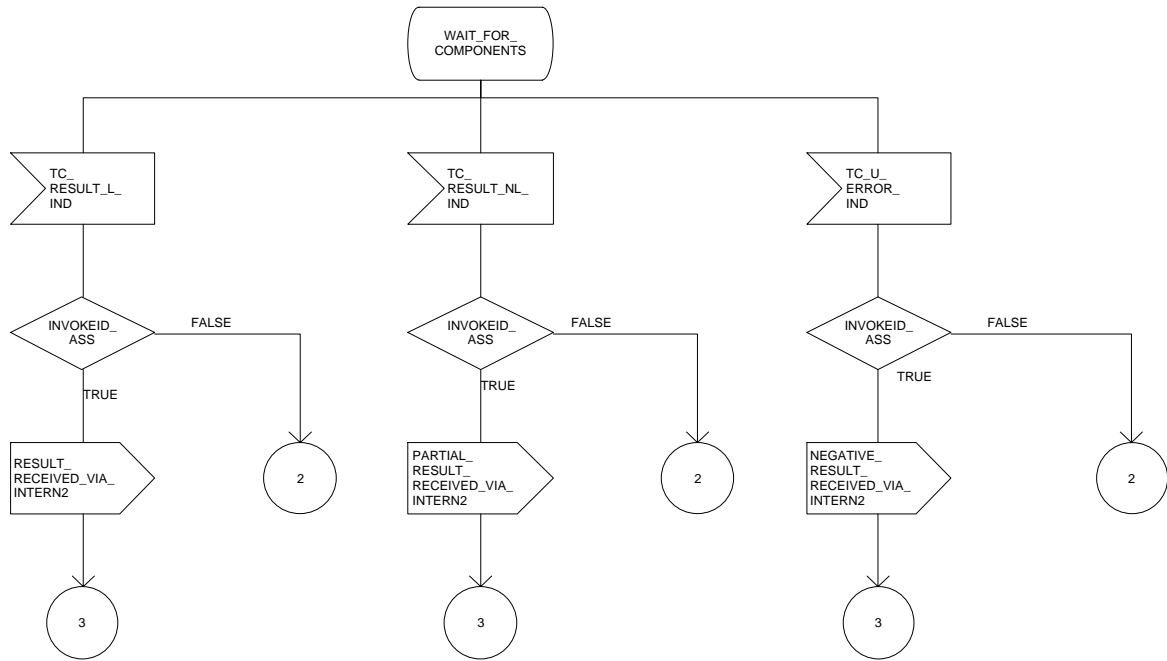 WAIT_FOR_
COMPONENTS
TC_
RESULT_L_
IND
TC_
RESULT_NL_
IND
TC_U_
ERROR_
IND
INVOKEID_
ASS
FALSE
TRUE
INVOKEID_
ASS
FALSE
TRUE
INVOKEID_
ASS
FALSE
TRUE
RESULT_
RECEIVED_VIA_
INTERN2
2
PARTIAL_
RESULT_
RECEIVED_VIA_
INTERN2
2
NEGATIVE_
RESULT_
RECEIVED_VIA_
INTERN2
2
3
3
3